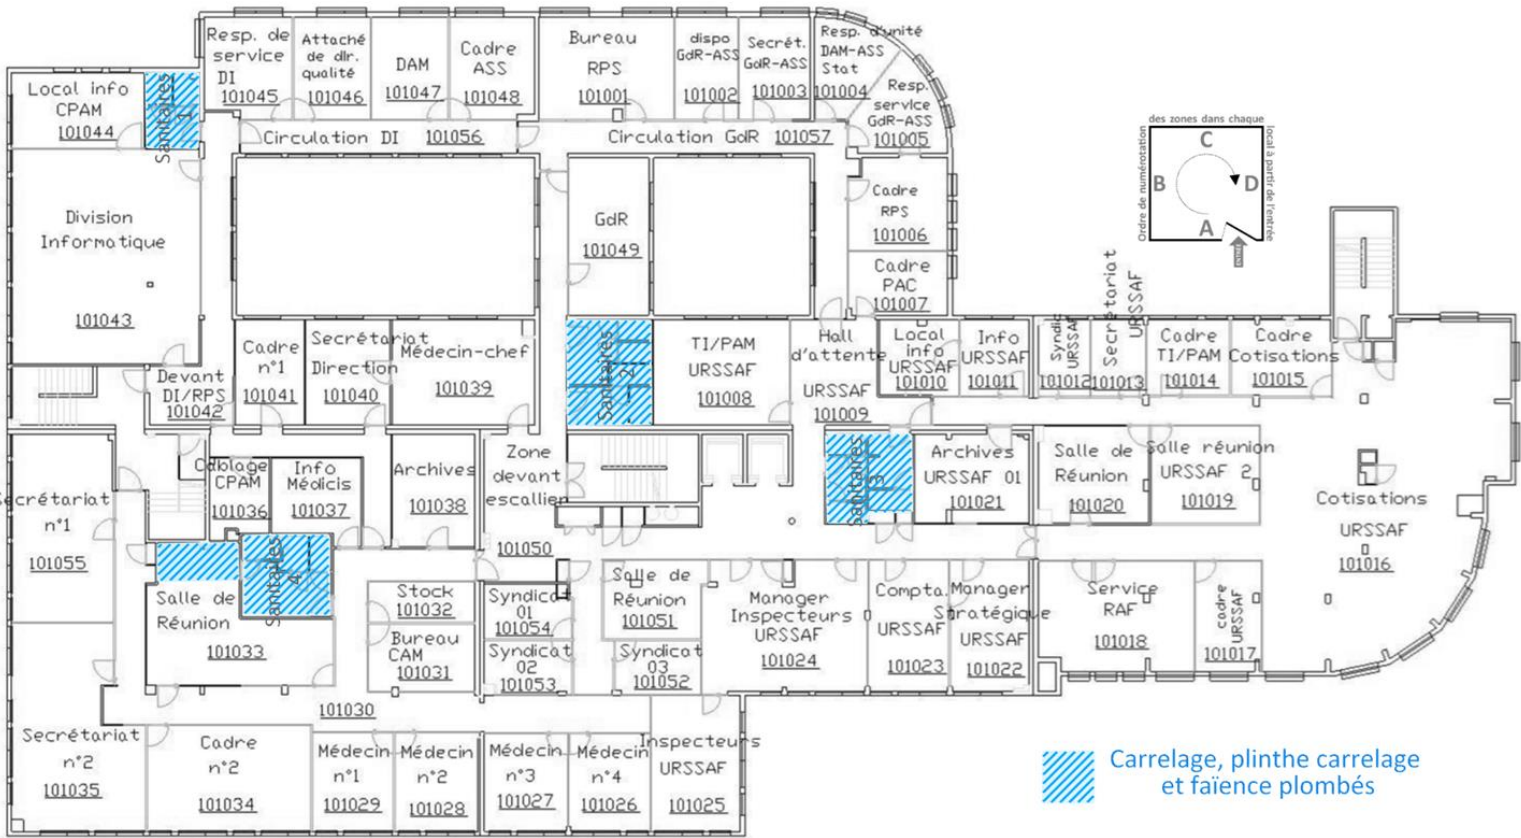 Resp. de
service
DI
101045
Attaché
de dir.
qualité
101046
DAM
101047
Cadre
ASS
101048
Bureau
RPS
101001
dispo
GdR-ASS
101002
Secrét.
GdR-ASS
101003
Resp. d'unité
DAM-ASS
Stat
101004
Resp.
service
GdR-ASS
101005
Local info
CPAM
101044
Sanitaires
1
Circulation DI 101056
Circulation GdR 101057
des zones dans chaque
Ordre de numérotation
local à partir de l'entrée
C
B
D
A
Division
Informatique
101043
GdR
101049
Cadre
RPS
101006
Cadre
PAC
101007
Cadre
n°1
101041
Secrétariat
Direction
101040
Médecin-chef
101039
Sanitaires
2
TI/PAM
URSSAF
101008
Hall
d'attente
URSSAF
101009
Local
info
URSSAF
101010
Info
URSSAF
101011
Syndic
URSSAF
101012
Secrétariat
URSSAF
101013
Cadre
TI/PAM
101014
Cadre
Cotisations
101015
Devant
DI/RPS
101042
Secrétariat
n°1
101055
Câblage
CPAM
101036
Info
Médicis
101037
Archives
101038
Zone
devant
escallier
101050
Sanitaires
3
Archives
URSSAF 01
101021
Salle de
Réunion
101020
Salle réunion
URSSAF 2
101019
Cotisations
URSSAF
101016
Sanitaires
4
Salle de
Réunion
101033
Stock
101032
Bureau
CAM
101031
Syndicat
01
101054
Syndicat
02
101053
Salle de
Réunion
101051
Syndicat
03
101052
Manager
Inspecteurs
URSSAF
101024
Compta.
URSSAF
101023
Manager
Stratégique
URSSAF
101022
Service
RAF
101018
cadre
URSSAF
101017
101030
Secrétariat
n°2
101035
Cadre
n°2
101034
Médecin
n°1
101029
Médecin
n°2
101028
Médecin
n°3
101027
Médecin
n°4
101026
Inspecteurs
URSSAF
101025
Carrelage, plinthe carrelage
et faïence plombés